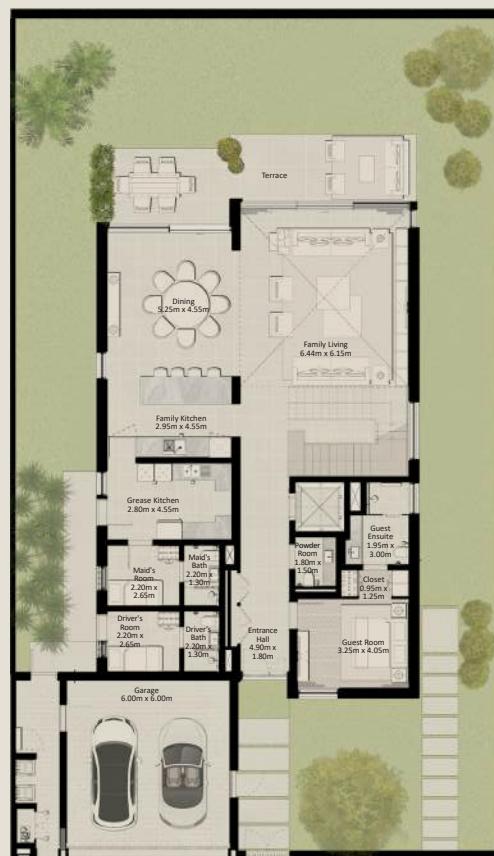 Terrace
Dining
5.25m x 4.55m
Family Living
6.44m x 6.15m
Family Kitchen
2.95m x 4.55m
Grease Kitchen
2.80m x 4.55m
Guest
Ensuite
1.95m x
3.00m
Powder
Room
1.80m x
1.50m
Maid's
Room
2.20m x
2.65m
Maid's
Bath
2.20m x
1.30m
Closet
0.95m x
1.25m
Driver's
Room
2.20m x
2.65m
Driver's
Bath
2.20m x
1.30m
Entrance
Hall
4.90m x
1.80m
Guest Room
3.25m x 4.05m
Garage
6.00m x 6.00m